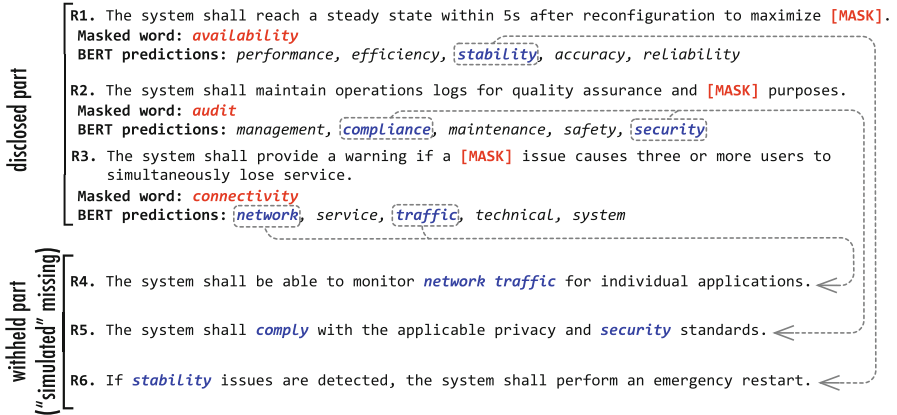 R1. The system shall reach a steady state within 5s after reconfiguration to maximize [MASK].
Masked word: availability
BERT predictions: performance, efficiency, stability, accuracy, reliability
R2. The system shall maintain operations logs for quality assurance and [MASK] purposes.
Masked word: audit
BERT predictions: management, compliance, maintenance, safety, security
R3. The system shall provide a warning if a [MASK] issue causes three or more users to
simultaneously lose service.
Masked word: connectivity
BERT predictions: network, service, traffic, technical, system
disclosed part
R4. The system shall be able to monitor network traffic for individual applications.
R5. The system shall comply with the applicable privacy and security standards.
R6. If stability issues are detected, the system shall perform an emergency restart.
withheld part
("simulated" missing)